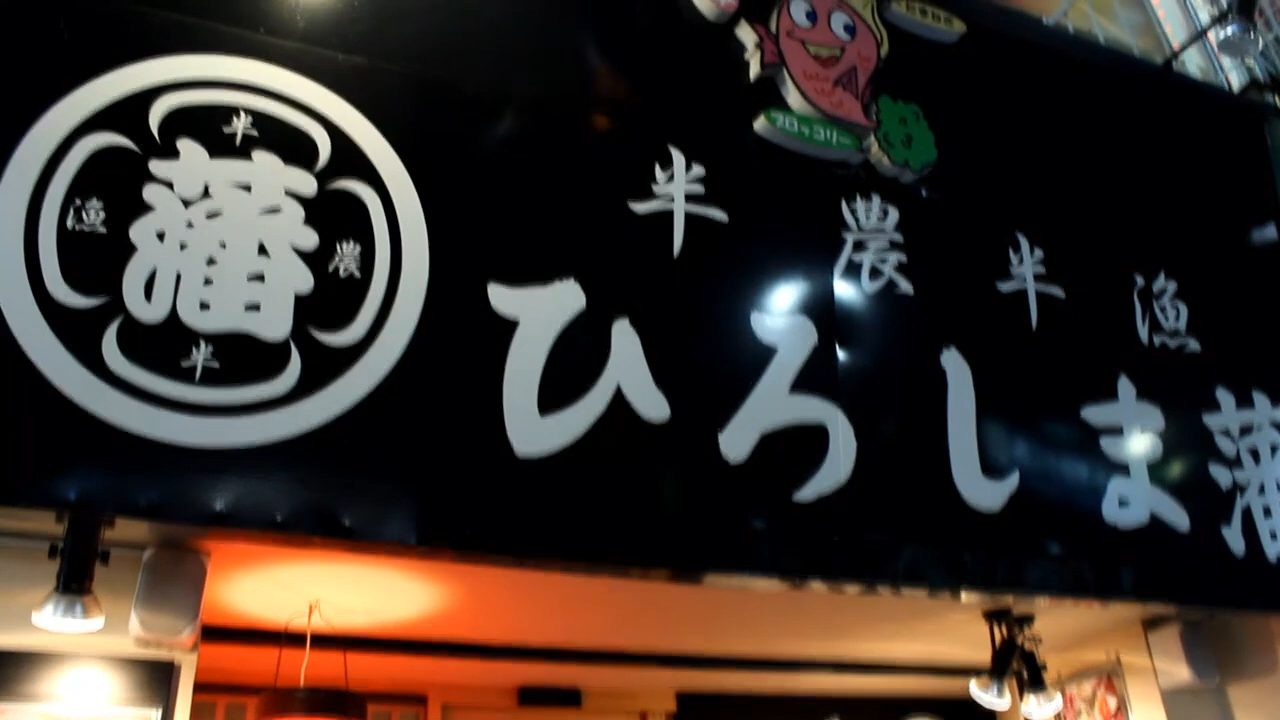 ブロッコリー
半農半漁
ひろしま藩
半
漁 藩 農
半